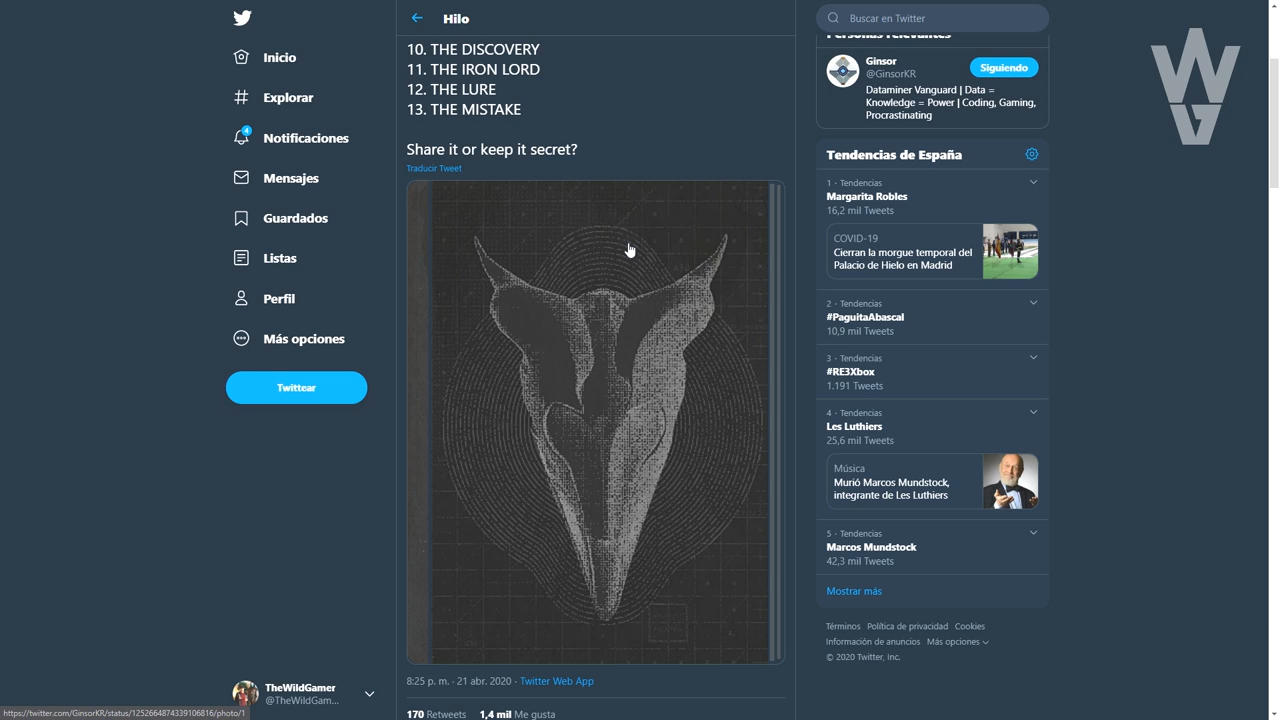 Hilo
Inicio
Explorar
4
Notificaciones
Mensajes
Guardados
Listas
Perfil
Más opciones
Twittear
TheWildGamer
@TheWildGam...
https://twitter.com/GinsorKR/status/1252664874339106816/photo/1
10. THE DISCOVERY
11. THE IRON LORD
12. THE LURE
13. THE MISTAKE
Share it or keep it secret?
Traducir Tweet
8:25 p. m. · 21 abr. 2020 · Twitter Web App
170 Retweets 1,4 mil Me gusta
Buscar en Twitter
Personas relevantes
Ginsor
@GinsorKR
Siguiendo
Dataminer Vanguard | Data =
Knowledge = Power | Coding, Gaming,
Procrastinating
Tendencias de España
1 · Tendencias
Margarita Robles
16,2 mil Tweets
COVID-19
Cierran la morgue temporal del
Palacio de Hielo en Madrid
2 · Tendencias
#PaguitaAbascal
10,9 mil Tweets
3 · Tendencias
#RE3Xbox
1.191 Tweets
4 · Tendencias
Les Luthiers
25,6 mil Tweets
Música
Murió Marcos Mundstock,
integrante de Les Luthiers
5 · Tendencias
Marcos Mundstock
42,3 mil Tweets
Mostrar más
Términos Política de privacidad Cookies
Información de anuncios Más opciones
© 2020 Twitter, Inc.